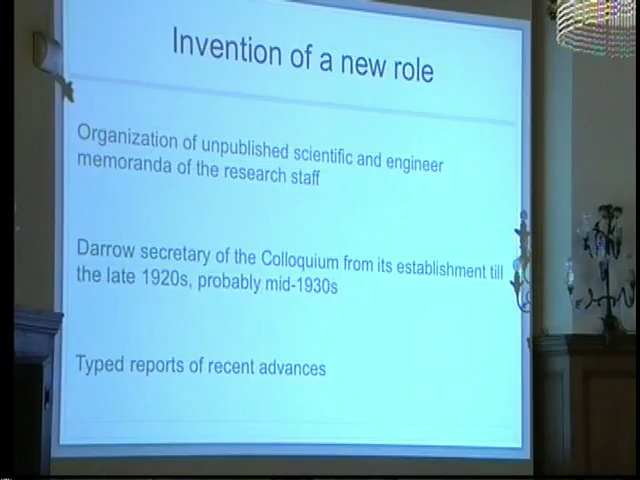 Invention of a new role
Organization of unpublished scientific and engineer
memoranda of the research staff
Darrow secretary of the Colloquium from its establishment till
the late 1920s, probably mid-1930s
Typed reports of recent advances